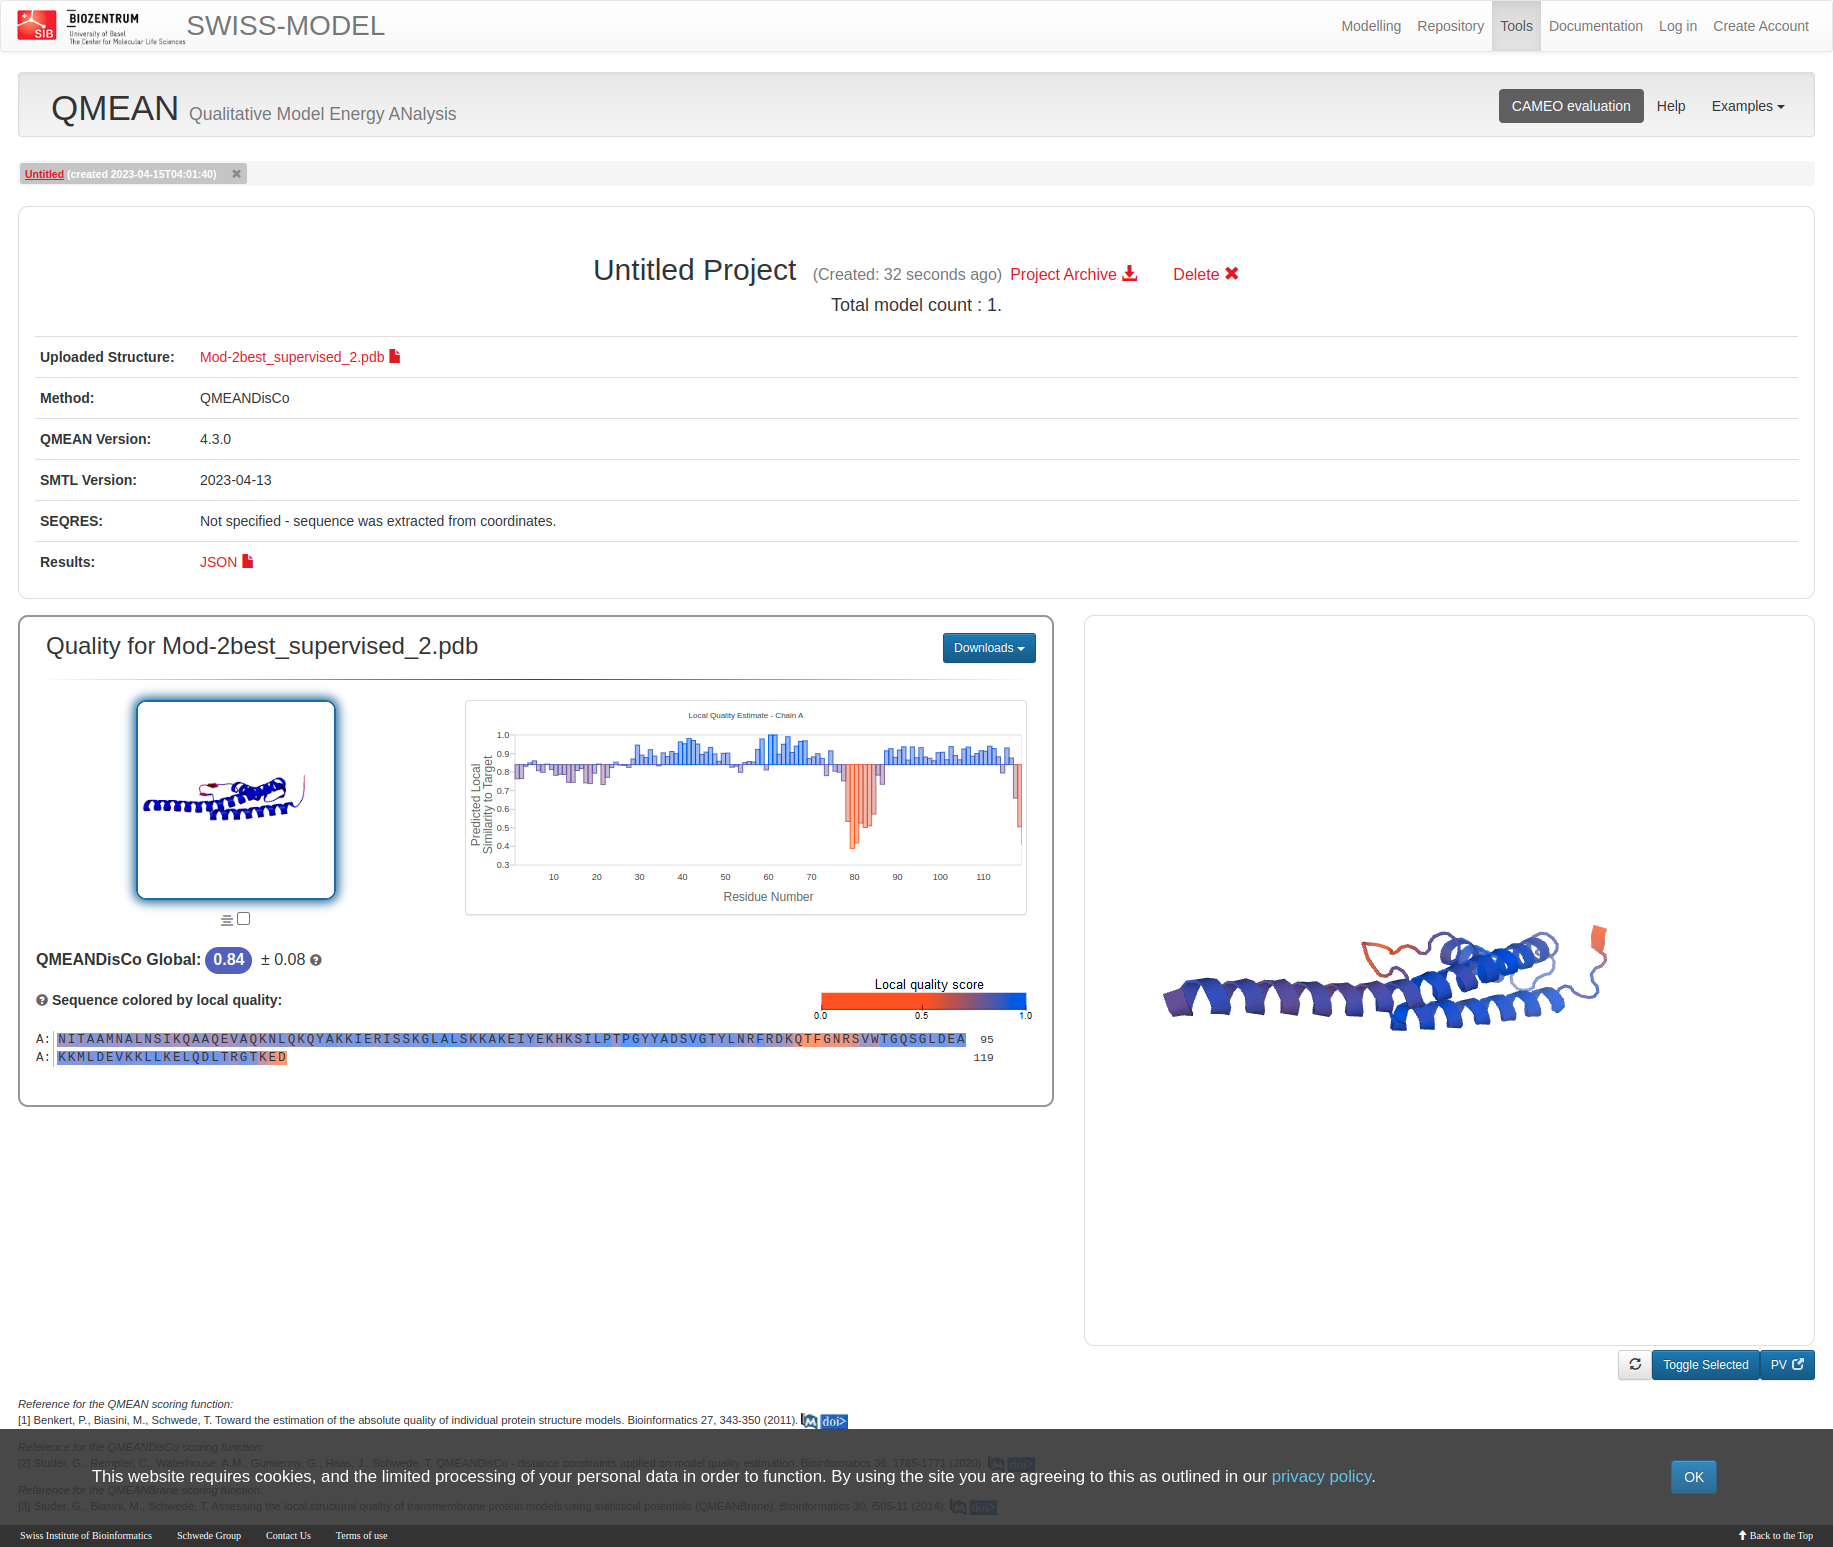 SIB
BIOZENTRUM
University of Basel
The Center for Molecular Life Sciences
SWISS-MODEL
Modelling Repository Tools Documentation Log in Create Account
QMEAN Qualitative Model Energy ANalysis
CAMEO evaluation Help Examples
Untitled (created 2023-04-15T04:01:40)
Untitled Project (Created: 32 seconds ago) Project Archive Delete
Total model count : 1.
Uploaded Structure: Mod-2best_supervised_2.pdb
Method: QMEANDisCo
QMEAN Version: 4.3.0
SMTL Version: 2023-04-13
SEQRES: Not specified - sequence was extracted from coordinates.
Results: JSON
Quality for Mod-2best_supervised_2.pdb
Downloads
Local Quality Estimate - Chain A
Predicted Local
Similarity to Target
1.0
0.9
0.8
0.7
0.6
0.5
0.4
0.3
10 20 30 40 50 60 70 80 90 100 110
Residue Number
QMEANDisCo Global: 0.84 ± 0.08
Sequence colored by local quality:
Local quality score
0.0 0.5 1.0
A: NITAAMNALNSIKQAAQEVAQKNLQKQYAKKIERISSKGLALSKKAKEIYEKHKSILPTPGYYADSVGTYLNRFRDKQTFGNRSVWTGQSGLDEA 95
A: KKMLDEVKKLLKELQDLTRGTKED 119
Toggle Selected
PV
Reference for the QMEAN scoring function:
[1] Benkert, P., Biasini, M., Schwede, T. Toward the estimation of the absolute quality of individual protein structure models. Bioinformatics 27, 343-350 (2011). M doi>
Reference for the QMEANDisCo scoring function:
[2] Studer, G., Rempfer, C., Waterhouse, A.M., Gumienny, G., Haas, J., Schwede, T. QMEANDisCo - distance constraints applied on model quality estimation. Bioinformatics 36, 1765-1771 (2020). M doi>
This website requires cookies, and the limited processing of your personal data in order to function. By using the site you are agreeing to this as outlined in our privacy policy.
OK
Reference for the QMEANBrane scoring function:
[3] Studer, G., Biasini, M., Schwede, T. Assessing the local structural quality of transmembrane protein models using statistical potentials (QMEANBrane). Bioinformatics 30, i505-11 (2014). M doi>
Swiss Institute of Bioinformatics Schwede Group Contact Us Terms of use
Back to the Top